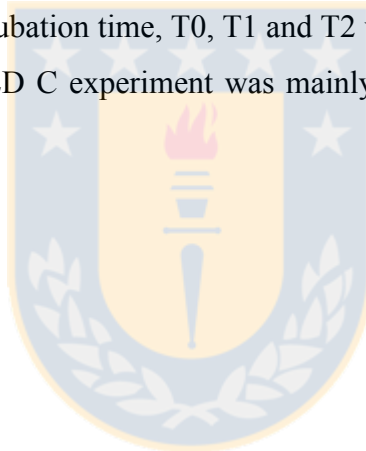 ubation time, T0, T1 and T2
D C experiment was mainly